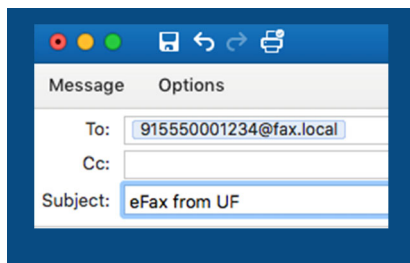 Message Options
To: 915550001234@fax.local
Cc:
Subject: eFax from UF